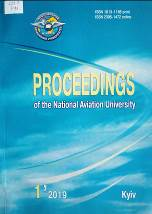 ISSN 1813-1166 print
ISSN 2306-1472 online
PROCEEDINGS
of the National Aviation University
1' 2019
Kyiv